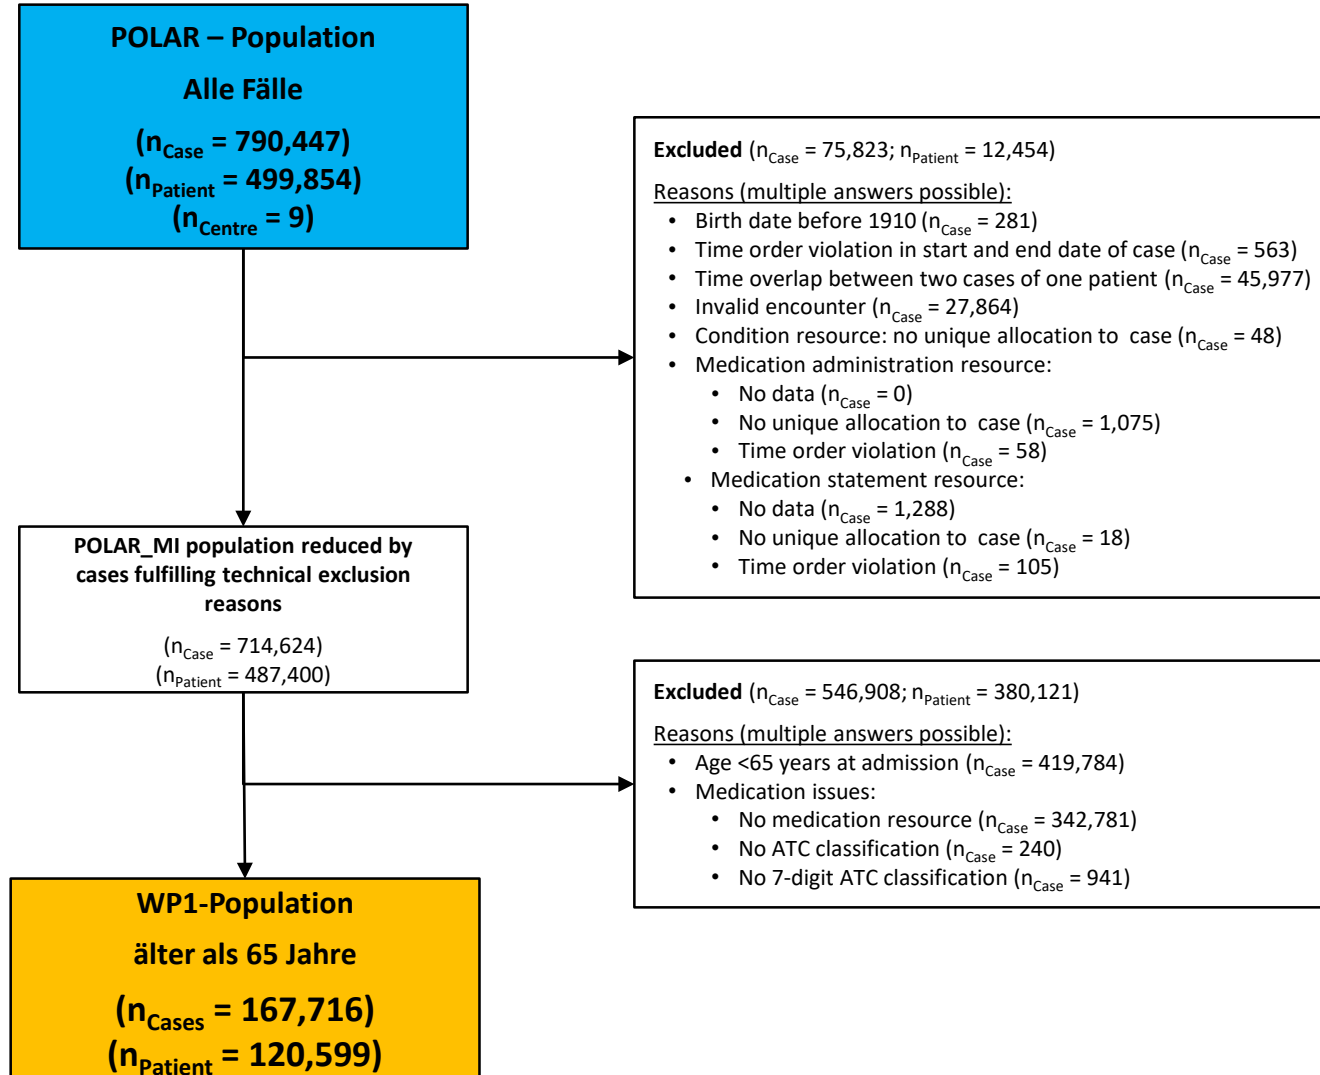 POLAR – Population
Alle Fälle
(nCase = 790,447)
(nPatient = 499,854)
(nCentre = 9)
Excluded (nCase = 75,823; nPatient = 12,454)
Reasons (multiple answers possible):
• Birth date before 1910 (nCase = 281)
• Time order violation in start and end date of case (nCase = 563)
• Time overlap between two cases of one patient (nCase = 45,977)
• Invalid encounter (nCase = 27,864)
• Condition resource: no unique allocation to case (nCase = 48)
• Medication administration resource:
• No data (nCase = 0)
• No unique allocation to case (nCase = 1,075)
• Time order violation (nCase = 58)
• Medication statement resource:
• No data (nCase = 1,288)
• No unique allocation to case (nCase = 18)
• Time order violation (nCase = 105)
POLAR_MI population reduced by
cases fulfilling technical exclusion
reasons
(nCase = 714,624)
(nPatient = 487,400)
Excluded (nCase = 546,908; nPatient = 380,121)
Reasons (multiple answers possible):
• Age <65 years at admission (nCase = 419,784)
• Medication issues:
• No medication resource (nCase = 342,781)
• No ATC classification (nCase = 240)
• No 7-digit ATC classification (nCase = 941)
WP1-Population
älter als 65 Jahre
(nCases = 167,716)
(nPatient = 120,599)